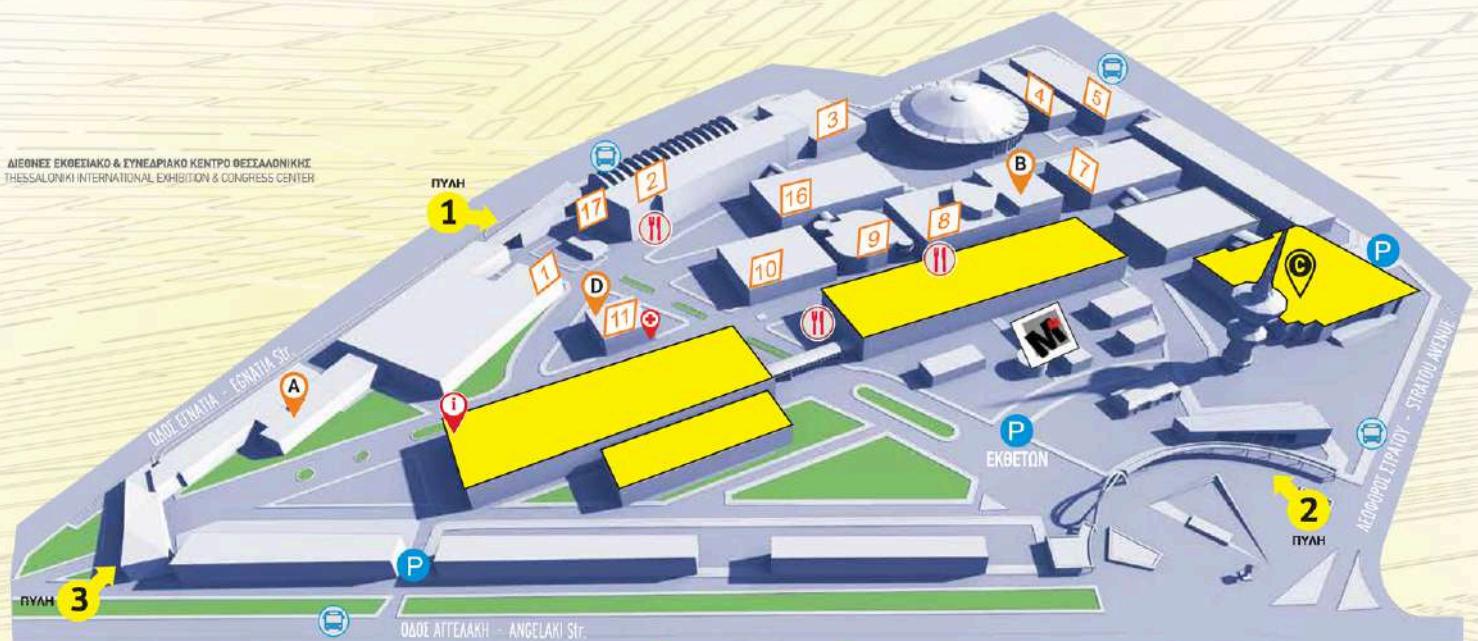 ΔΙΕΘΝΕΣ ΕΚΘΕΣΙΑΚΟ & ΣΥΝΕΔΡΙΑΚΟ ΚΕΝΤΡΟ ΘΕΣΣΑΛΟΝΙΚΗΣ
THESSALONIKI INTERNATIONAL EXHIBITION & CONGRESS CENTER
ΠΥΛΗ
1
17
2
3
4
5
B
7
16
8
9
10
1
D
11
C
P
M
A
i
ΟΔΟΣ ΕΓΝΑΤΙΑ - EGNATIA Str.
P
ΕΚΘΕΤΩΝ
ΛΕΩΦΟΡΟΣ ΣΤΡΑΤΟΥ - STRATOU AVENUE
2
ΠΥΛΗ
P
ΠΥΛΗ 3
ΟΔΟΣ ΑΓΓΕΛΑΚΗ - ANGELAKI Str.